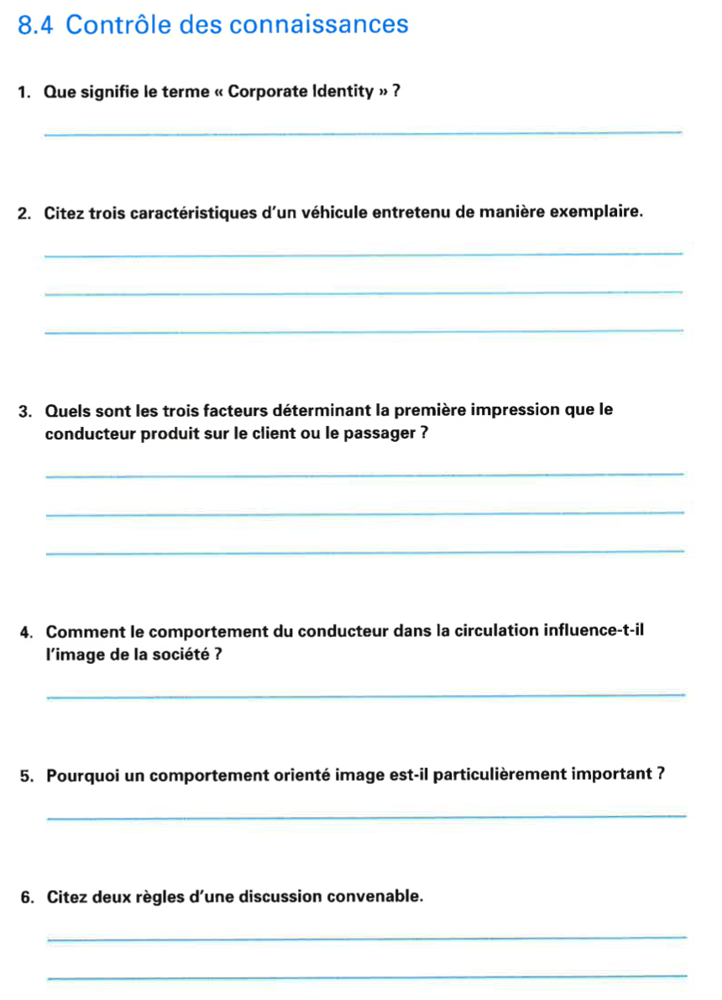 8.4 Contrôle des connaissances
1. Que signifie le terme « Corporate Identity » ?
2. Citez trois caractéristiques d’un véhicule entretenu de manière exemplaire.
3. Quels sont les trois facteurs déterminant la première impression que le
conducteur produit sur le client ou le passager ?
4. Comment le comportement du conducteur dans la circulation influence-t-il
l’image de la société ?
5. Pourquoi un comportement orienté image est-il particulièrement important ?
6. Citez deux règles d’une discussion convenable.